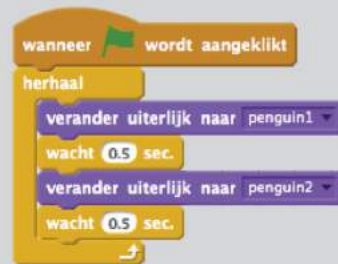 wanneer wordt aangeklikt
herhaal
verander uiterlijk naar penguin1
wacht 0.5 sec.
verander uiterlijk naar penguin2
wacht 0.5 sec.